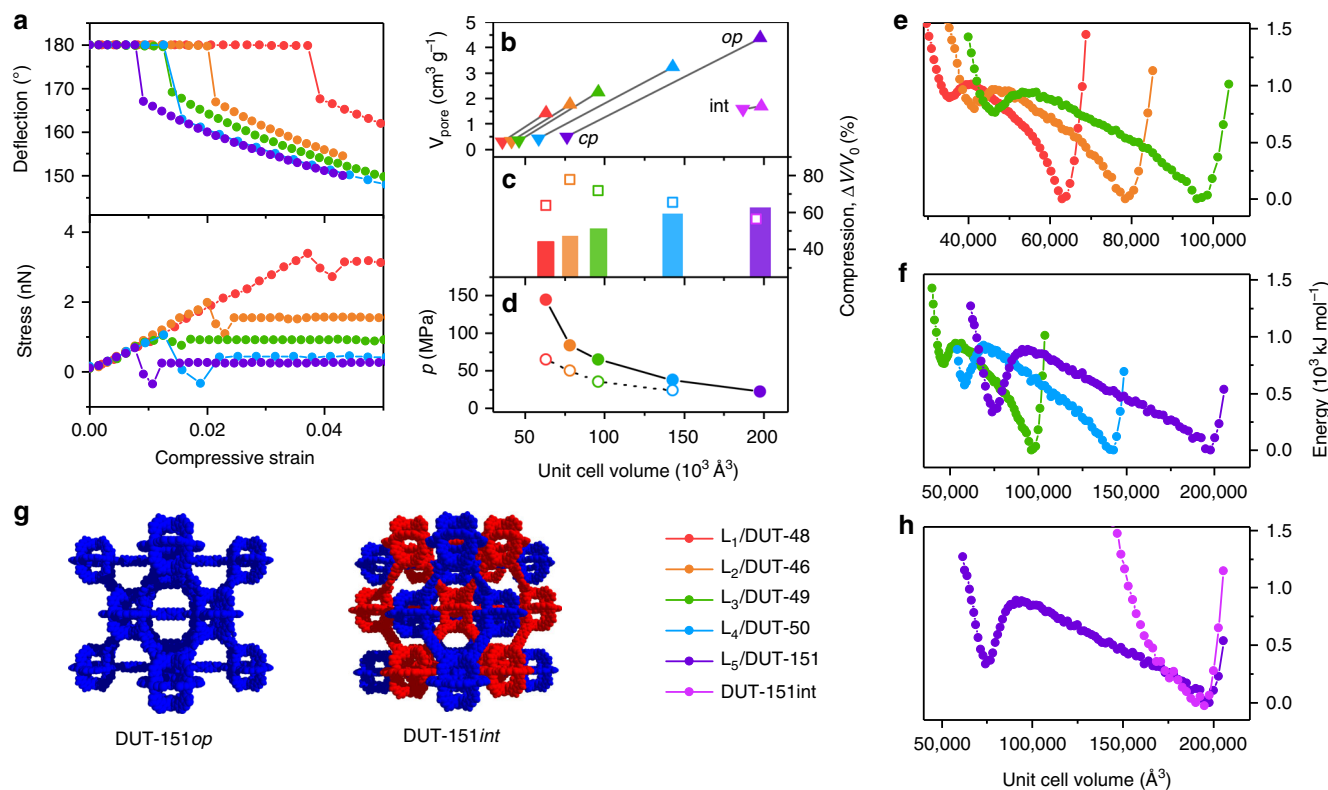 a
180
170
160
150
Deflection (°)
4
2
0
Stress (nN)
0.00 0.02 0.04
Compressive strain
b
5
4
3
2
1
0
V_pore (cm³ g⁻¹)
op
int
cp
c
80
60
40
Compression, ΔV/V₀ (%)
d
150
100
50
0
p (MPa)
50 100 150 200
Unit cell volume (10³ Å³)
e
1.5
1.0
0.5
0.0
40,000 60,000 80,000 100,000
f
1.5
1.0
0.5
0.0
50,000 100,000 150,000 200,000
Energy (10³ kJ mol⁻¹)
g
DUT-151op
DUT-151int
L₁/DUT-48
L₂/DUT-46
L₃/DUT-49
L₄/DUT-50
L₅/DUT-151
DUT-151int
h
1.5
1.0
0.5
0.0
50,000 100,000 150,000 200,000
Unit cell volume (Å³)